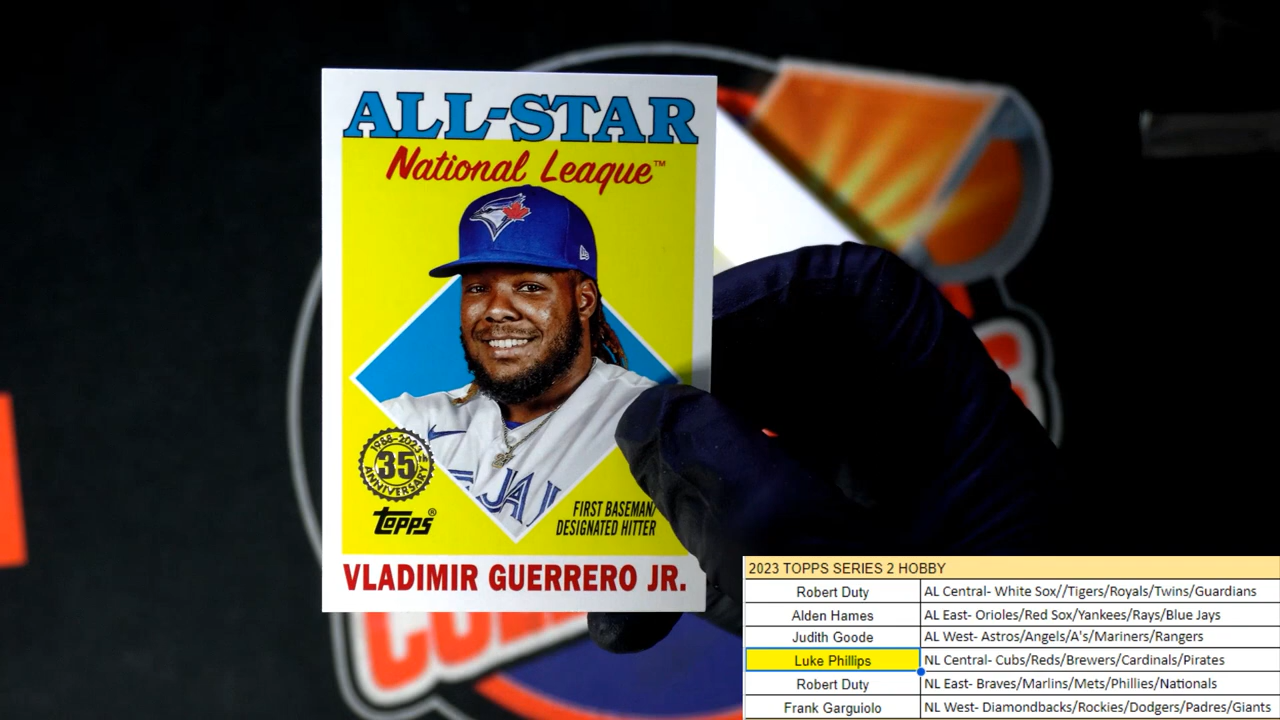 ALL-STAR
National League™
1988-2023
35
TH
ANNIVERSARY
Topps®
FIRST BASEMAN/
DESIGNATED HITTER
VLADIMIR GUERRERO JR.
2023 TOPPS SERIES 2 HOBBY
Robert Duty AL Central- White Sox//Tigers/Royals/Twins/Guardians
Alden Hames AL East- Orioles/Red Sox/Yankees/Rays/Blue Jays
Judith Goode AL West- Astros/Angels/A's/Mariners/Rangers
Luke Phillips NL Central- Cubs/Reds/Brewers/Cardinals/Pirates
Robert Duty NL East- Braves/Marlins/Mets/Phillies/Nationals
Frank Garguiolo NL West- Diamondbacks/Rockies/Dodgers/Padres/Giants